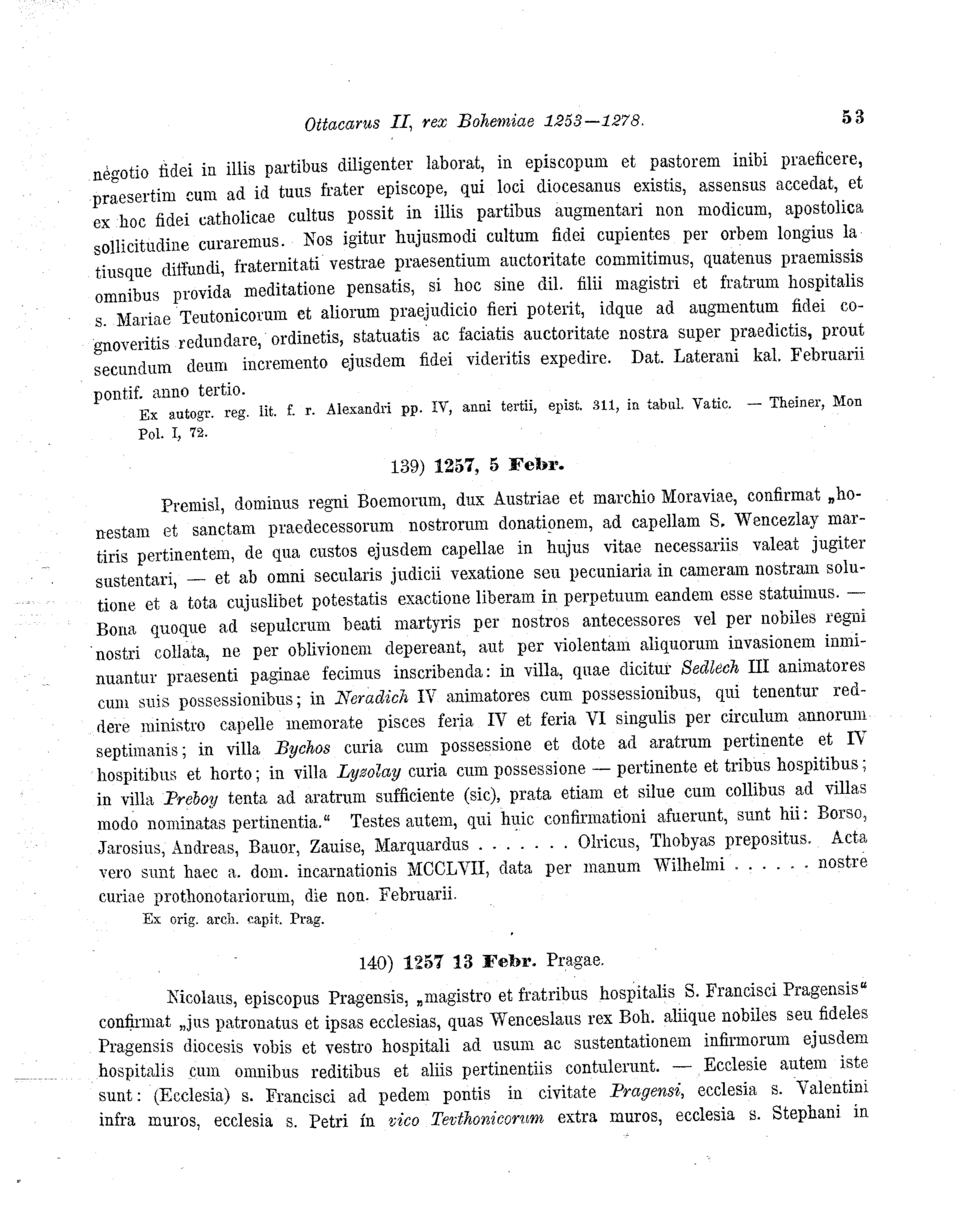 Ottacarus II, rex Bohemiae 1253—1278. 53
negotio fidei in illis partibus diligenter laborat, in episcopum et pastorem inibi praeficere,
praesertim cum ad id tuus frater episcope, qui loci diocesanus existis, assensus accedat, et
ex hoc fidei catholicae cultus possit in illis partibus augmentari non modicum, apostolica
sollicitudine curaremus. Nos igitur hujusmodi cultum fidei cupientes per orbem longius la
tiusque diffundi, fraternitati vestrae praesentium auctoritate commitimus, quatenus praemissis
omnibus provida meditatione pensatis, si hoc sine dil. filii magistri et fratrum hospitalis
s. Mariae Teutonicorum et aliorum praejudicio fieri poterit, idque ad augmentum fidei co-
gnoveritis redundare, ordinetis, statuatis ac faciatis auctoritate nostra super praedictis, prout
secundum deum incremento ejusdem fidei videritis expedire. Dat. Laterani kal. Februarii
pontif. anno tertio.
Ex autogr. reg. lit. f. r. Alexandri pp. IV, anni tertii, epist. 311, in tabul. Vatic. — Theiner, Mon
Pol. I, 72.
139) 1257, 5 Febr.
Premisl, dominus regni Boemorum, dux Austriae et marchio Moraviae, confirmat „ho-
nestam et sanctam praedecessorum nostrorum donationem, ad capellam S. Wencezlay mar-
tiris pertinentem, de qua custos ejusdem capellae in hujus vitae necessariis valeat jugiter
sustentari, — et ab omni secularis judicii vexatione seu pecuniaria in cameram nostram solu-
tione et a tota cujuslibet potestatis exactione liberam in perpetuum eandem esse statuimus. —
Bona quoque ad sepulcrum beati martyris per nostros antecessores vel per nobiles regni
nostri collata, ne per oblivionem depereant, aut per violentam aliquorum invasionem inmi-
nuantur praesenti paginae fecimus inscribenda: in villa, quae dicitur Sedlech III animatores
cum suis possessionibus; in Neradich IV animatores cum possessionibus, qui tenentur red-
dere ministro capelle memorate pisces feria IV et feria VI singulis per circulum annorum
septimanis; in villa Bychos curia cum possessione et dote ad aratrum pertinente et IV
hospitibus et horto; in villa Lyzolay curia cum possessione — pertinente et tribus hospitibus;
in villa Preboy tenta ad aratrum sufficiente (sic), prata etiam et silue cum collibus ad villas
modo nominatas pertinentia.“ Testes autem, qui huic confirmationi afuerunt, sunt hii: Borso,
Jarosius, Andreas, Bauor, Zauise, Marquardus . . . . . . . Olricus, Thobyas prepositus. Acta
vero sunt haec a. dom. incarnationis MCCLVII, data per manum Wilhelmi . . . . . . nostre
curiae prothonotariorum, die non. Februarii.
Ex orig. arch. capit. Prag.
140) 1257 13 Febr. Pragae.
Nicolaus, episcopus Pragensis, „magistro et fratribus hospitalis S. Francisci Pragensis“
confirmat „jus patronatus et ipsas ecclesias, quas Wenceslaus rex Boh. aliique nobiles seu fideles
Pragensis diocesis vobis et vestro hospitali ad usum ac sustentationem infirmorum ejusdem
hospitalis cum omnibus reditibus et aliis pertinentiis contulerunt. — Ecclesie autem iste
sunt: (Ecclesia) s. Francisci ad pedem pontis in civitate Pragensi, ecclesia s. Valentini
infra muros, ecclesia s. Petri in vico Tevthonicorum extra muros, ecclesia s. Stephani in